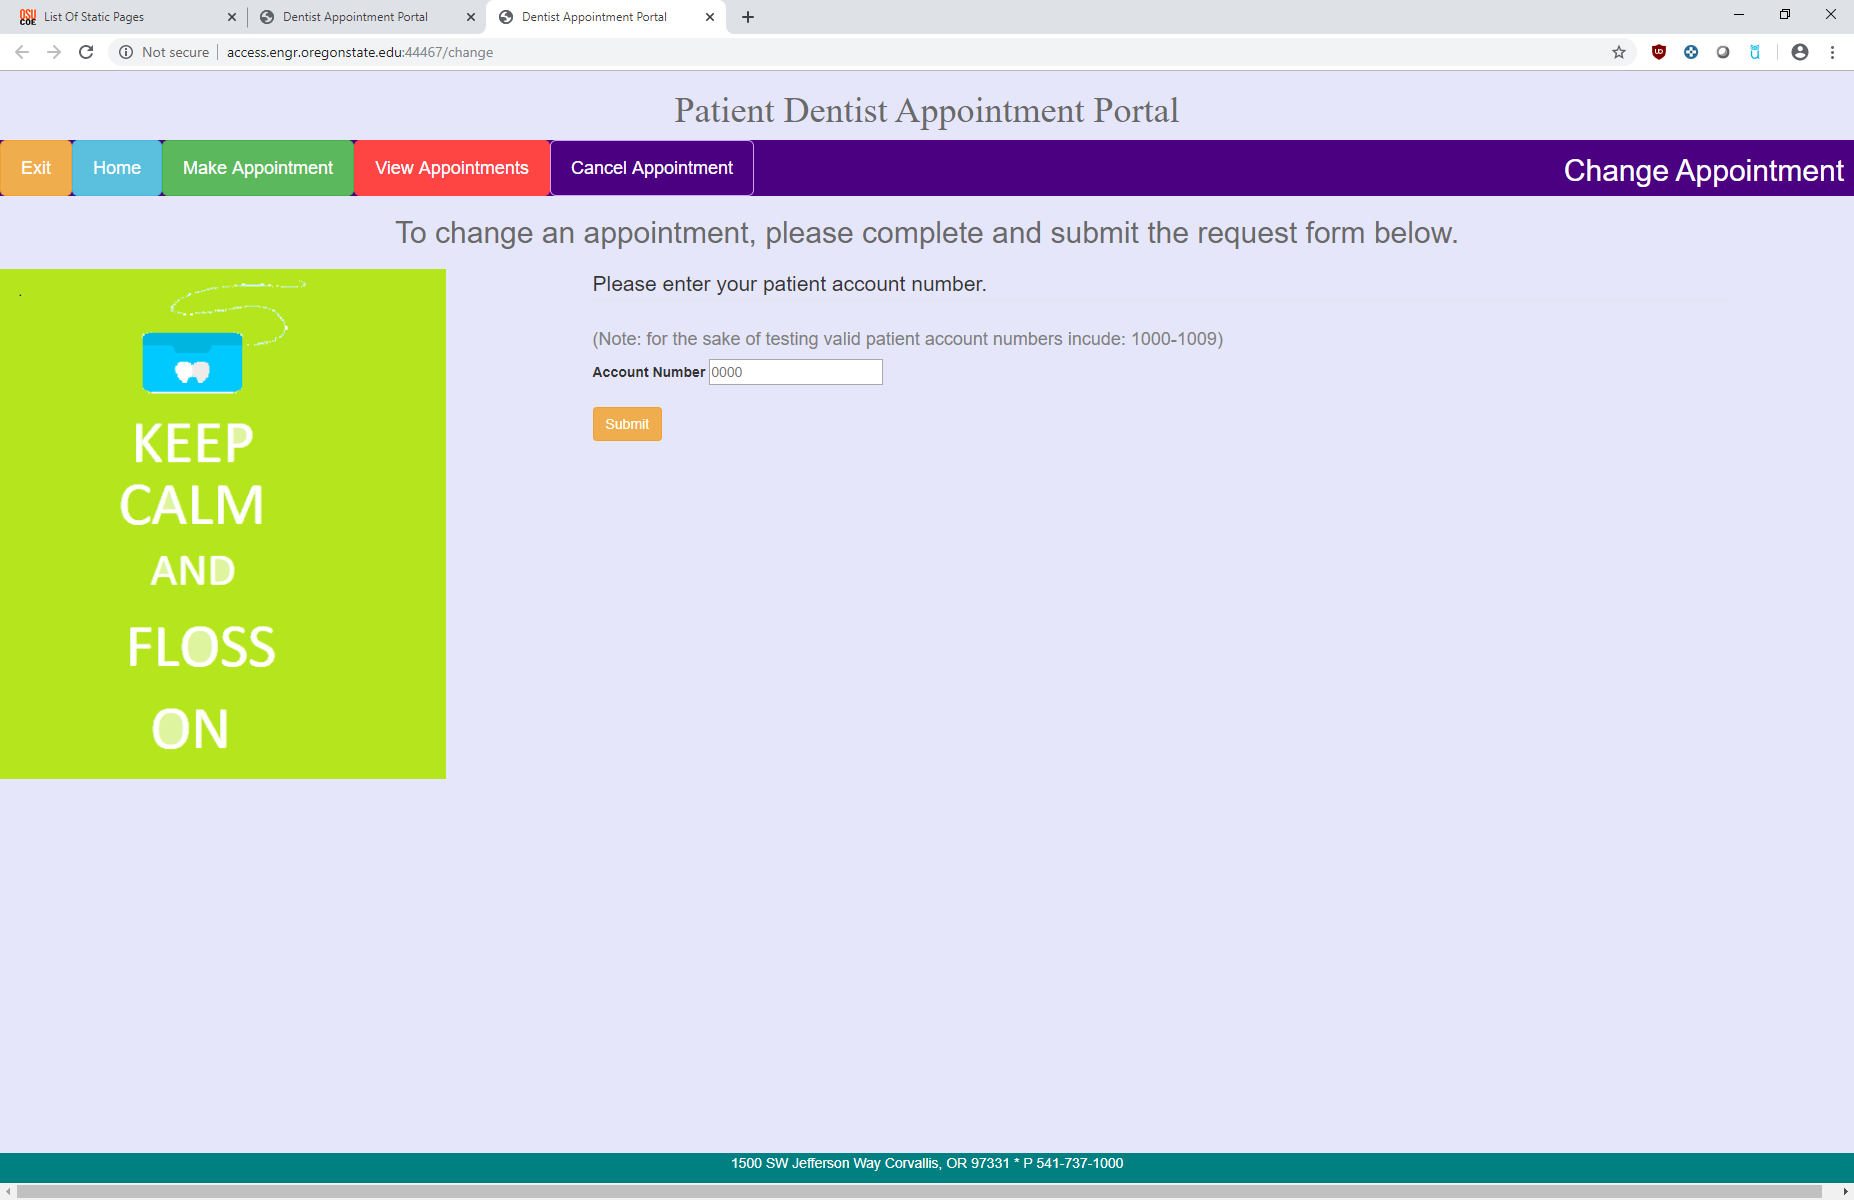 List Of Static Pages
Dentist Appointment Portal
Dentist Appointment Portal
Not secure
access.engr.oregonstate.edu:44467/change
Patient Dentist Appointment Portal
Exit
Home
Make Appointment
View Appointments
Cancel Appointment
Change Appointment
To change an appointment, please complete and submit the request form below.
KEEP
CALM
AND
FLOSS
ON
Please enter your patient account number.
(Note: for the sake of testing valid patient account numbers incude: 1000-1009)
Account Number 0000
Submit
1500 SW Jefferson Way Corvallis, OR 97331 * P 541-737-1000